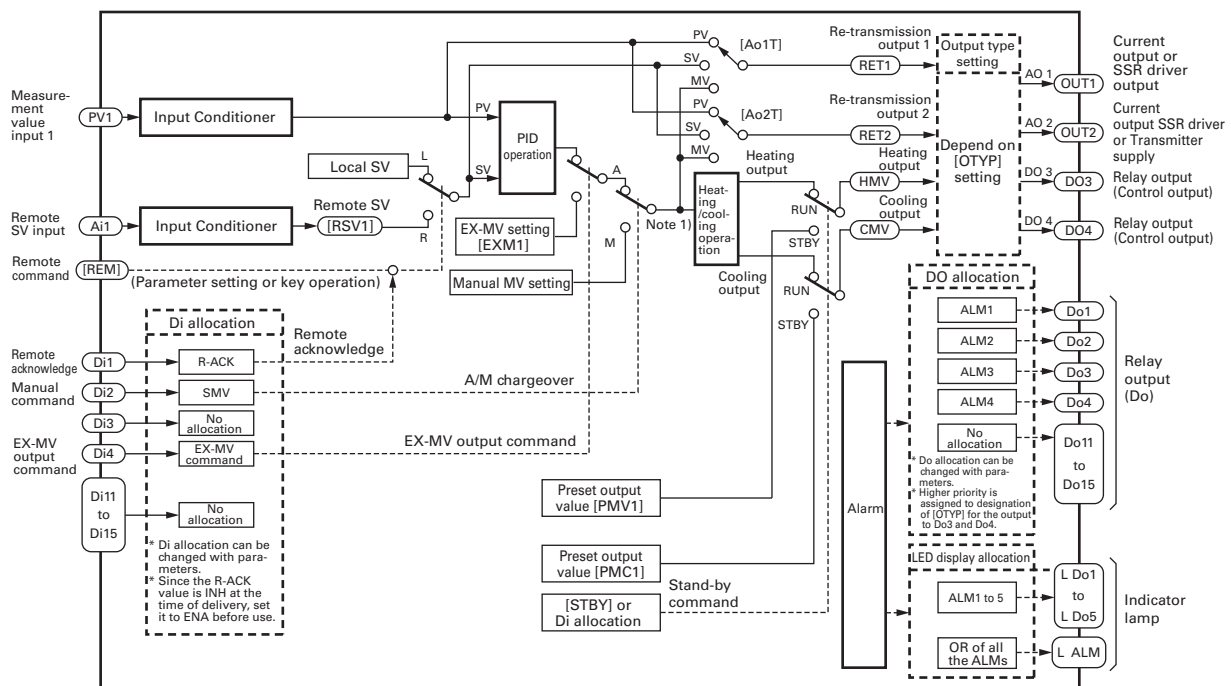 Measure-
ment
value
input 1
PV1
Input Conditioner
Local SV
L
Remote
SV input
Ai1
Input Conditioner
Remote SV
[RSV1]
R
Remote
command
[REM]
(Parameter setting or key operation)
PV
SV
PID
operation
A
M
EX-MV setting
[EXM1]
Manual MV setting
Note 1)
PV
SV
MV
[Ao1T]
PV
SV
MV
[Ao2T]
Re-transmission
output 1
RET1
Re-transmission
output 2
RET2
Heating
output
Heating
output
HMV
Cooling
output
CMV
Heat-
ing
/cool-
ing
opera-
tion
Cooling
output
RUN
STBY
RUN
STBY
Output type
setting
Depend on
[OTYP]
setting
AO 1
OUT1
Current
output or
SSR driver
output
AO 2
OUT2
Current
output SSR driver
or Transmitter
supply
DO 3
DO3
Relay output
(Control output)
DO 4
DO4
Relay output
(Control output)
Di allocation
Remote
acknowledge
Di1
R-ACK
Remote
acknowledge
Manual
command
Di2
SMV
A/M chargeover
Di3
No
allocation
EX-MV
output
command
Di4
EX-MV
command
EX-MV output command
Di11
to
Di15
No
allocation
* Di allocation can be
changed with para-
meters.
* Since the R-ACK
value is INH at the
time of delivery, set
it to ENA before use.
Preset output
value [PMV1]
Preset output
value [PMC1]
[STBY] or
Di allocation
Stand-by
command
Alarm
DO allocation
ALM1
Do1
ALM2
Do2
ALM3
Do3
ALM4
Do4
No
allocation
Do11
to
Do15
Relay
output
(Do)
* Do allocation can be
changed with para-
meters.
* Higher priority is
assigned to designation
of [OTYP] for the output
to Do3 and Do4.
LED display allocation
ALM1 to 5
L Do1
to
L Do5
OR of all
the ALMs
L ALM
Indicator
lamp